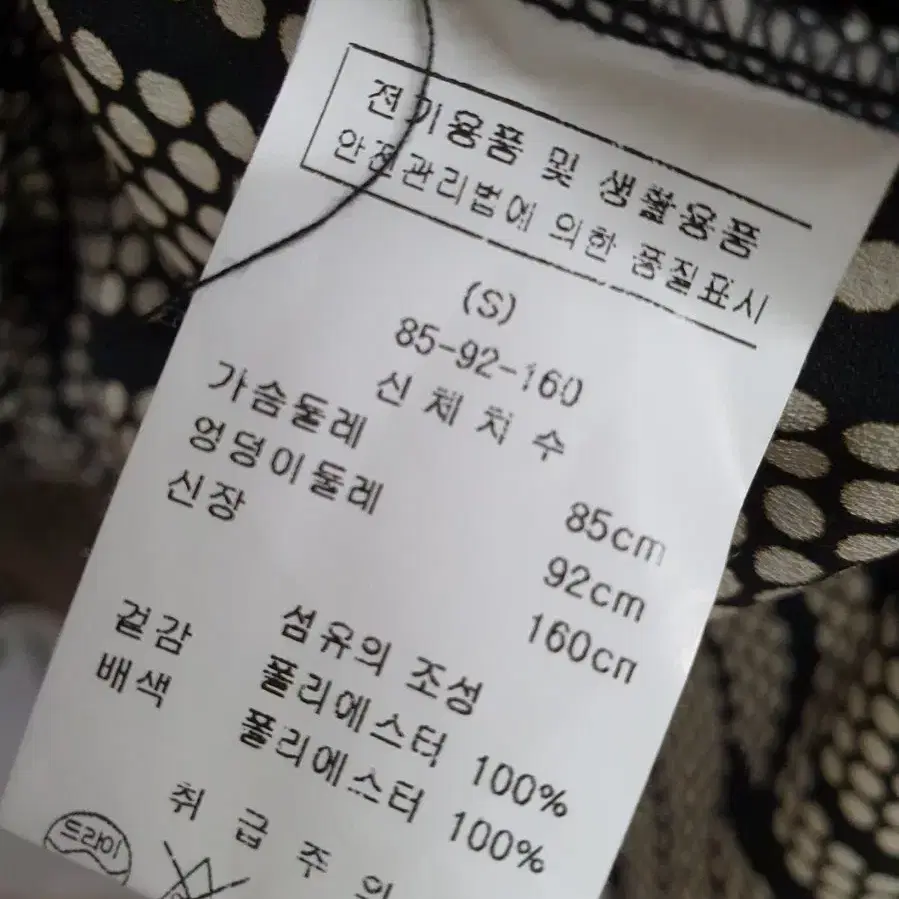 전기용품 및 생활용품
안전관리법에 의한 품질표시
(S)
85-92-160
신체치수
가슴둘레 85cm
엉덩이둘레 92cm
신장 160cm
섬유의 조성
겉감 폴리에스터 100%
배색 폴리에스터 100%
취급주의
드라이